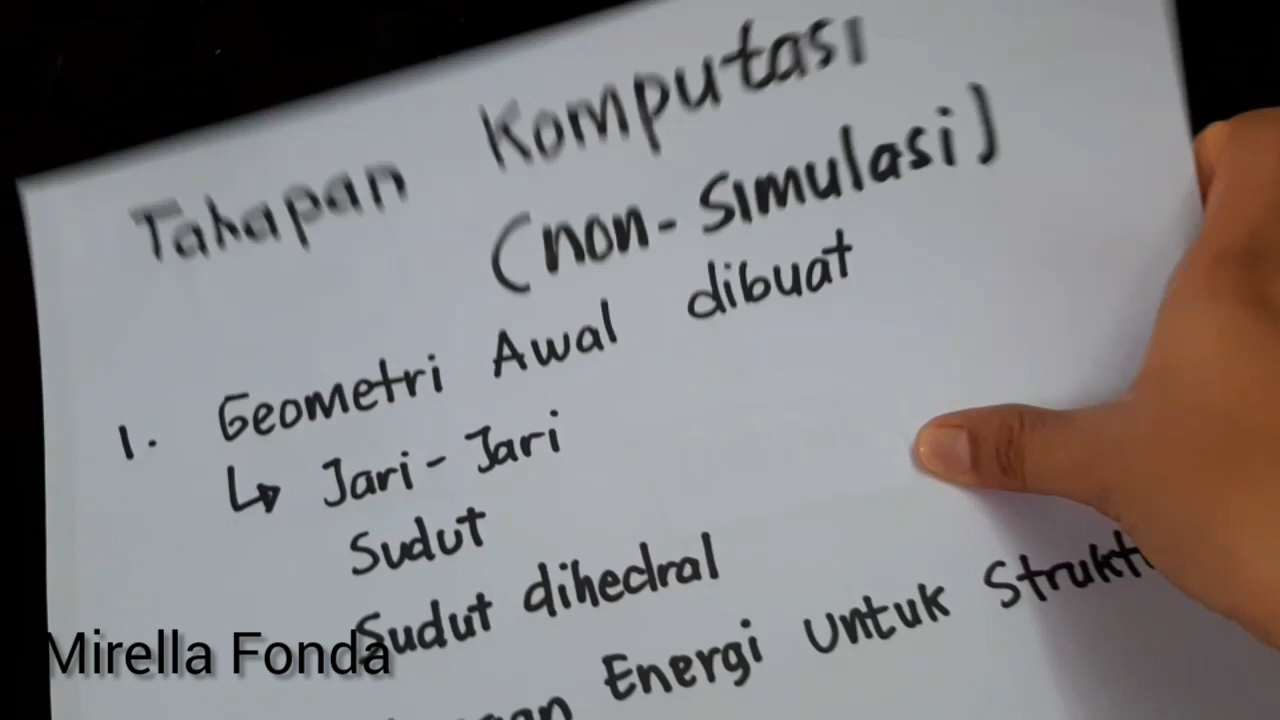 Tahapan Komputasi
(non-Simulasi)
1. Geometri Awal dibuat
↳ Jari-Jari
Sudut
Sudut dihedral
Energi untuk
Mirella Fonda